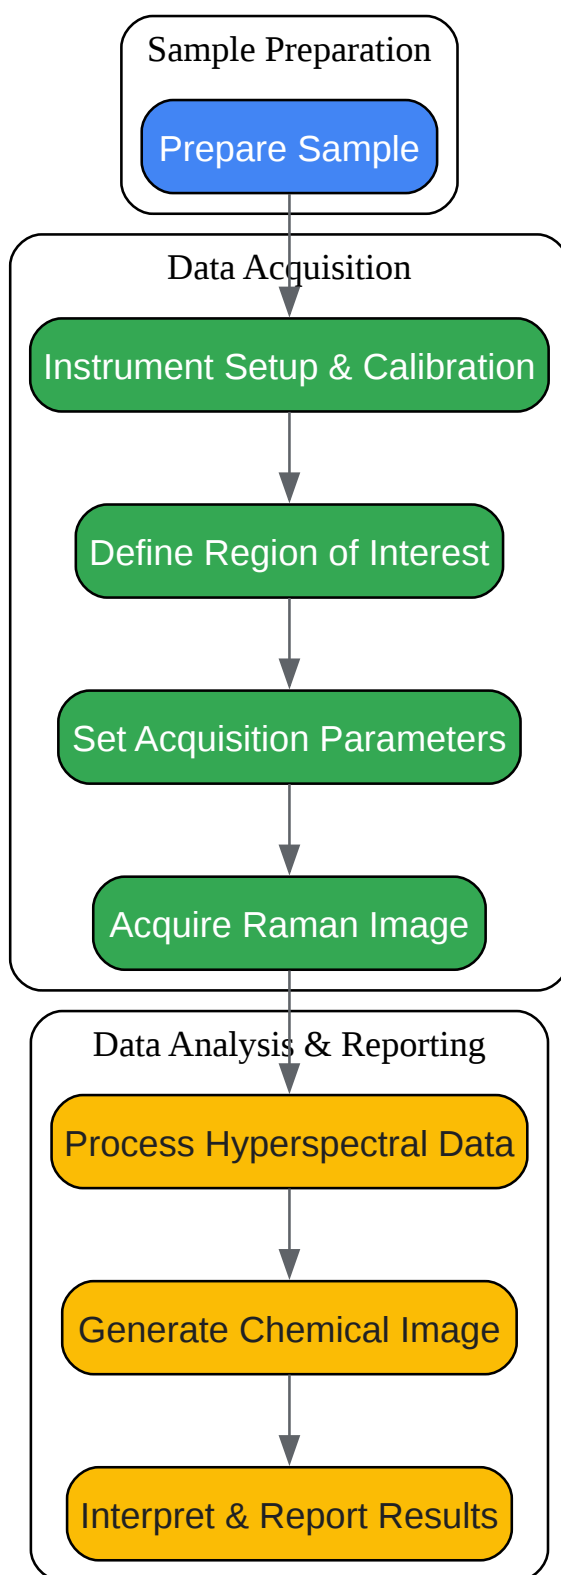 Sample Preparation
Prepare Sample
Data Acquisition
Instrument Setup & Calibration
Define Region of Interest
Set Acquisition Parameters
Acquire Raman Image
Data Analysis & Reporting
Process Hyperspectral Data
Generate Chemical Image
Interpret & Report Results